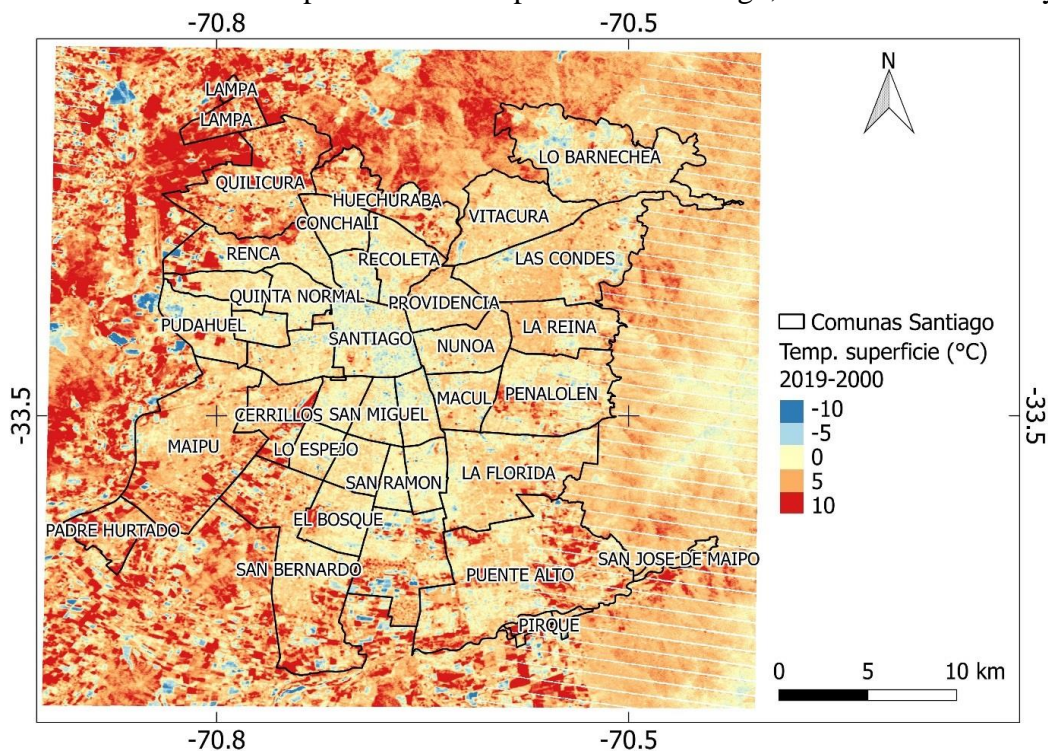 -70.8 -70.5
N
LAMPA
LAMPA
LO BARNECHEA
QUILICURA
HUECHURABA
VITACURA
CONCHALI
RENCA
RECOLETA
LAS CONDES
QUINTA NORMAL
PROVIDENCIA
PUDAHUEL
LA REINA
SANTIAGO
NUNOA
Comunas Santiago
Temp. superficie (°C)
2019-2000
-10
-5
0
5
10
MACUL
PENALOLEN
-33.5
-33.5
CERRILLOS
SAN MIGUEL
MAIPU
LO ESPEJO
LA FLORIDA
SAN RAMON
EL BOSQUE
PADRE HURTADO
SAN JOSE DE MAIPO
SAN BERNARDO
PUENTE ALTO
PIRQUE
0 5 10 km
-70.8 -70.5